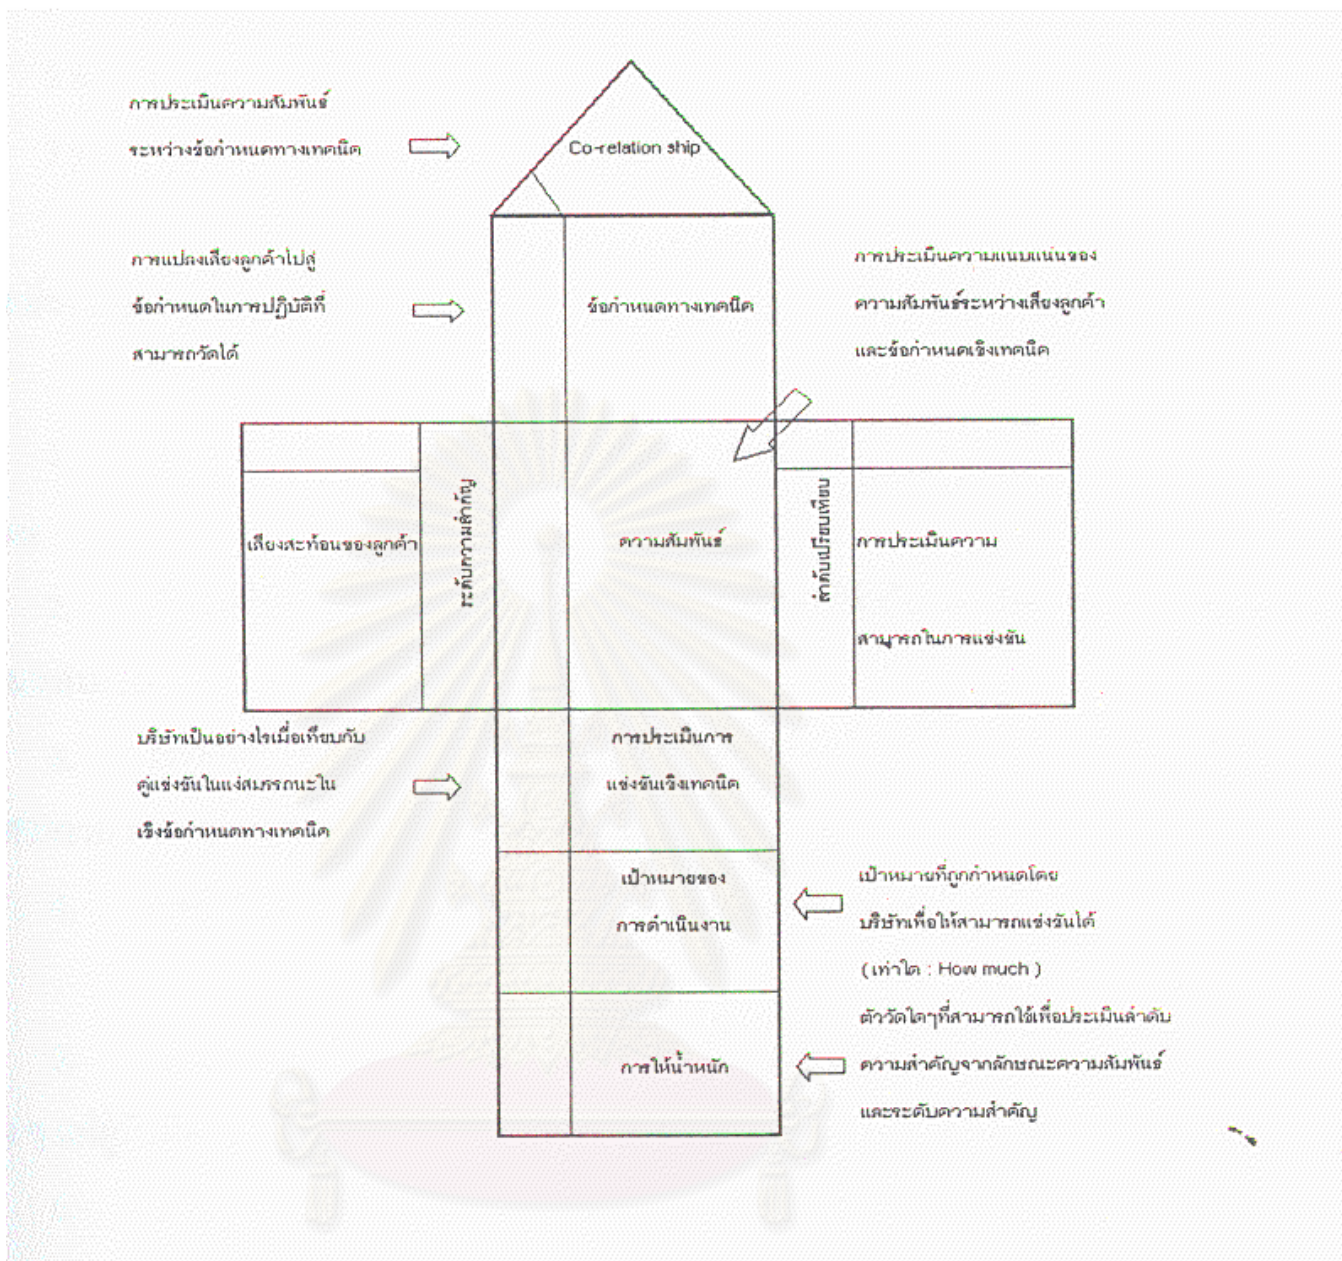 การประเมินความสัมพันธ์
ระหว่างข้อกำหนดทางเทคนิค
Co-relation ship
การแปลงเสียงลูกค้าไปสู่
ข้อกำหนดในการปฏิบัติที่
สามารถวัดได้
ข้อกำหนดทางเทคนิค
การประเมินความแนบแน่นของ
ความสัมพันธ์ระหว่างเสียงลูกค้า
และข้อกำหนดเชิงเทคนิค
เสียงสะท้อนของลูกค้า
ระดับความสำคัญ
ความสัมพันธ์
ลำดับเปรียบเทียบ
การประเมินความ
สามารถในการแข่งขัน
บริษัทเป็นอย่างไรเมื่อเทียบกับ
คู่แข่งขันในแง่สมรรถนะใน
เชิงข้อกำหนดทางเทคนิค
การประเมินการ
แข่งขันเชิงเทคนิค
เป้าหมายของ
การดำเนินงาน
เป้าหมายที่ถูกกำหนดโดย
บริษัทเพื่อให้สามารถแข่งขันได้
( เท่าใด : How much )
การให้น้ำหนัก
ตัววัดใดๆที่สามารถใช้เพื่อประเมินลำดับ
ความสำคัญจากลักษณะความสัมพันธ์
และระดับความสำคัญ